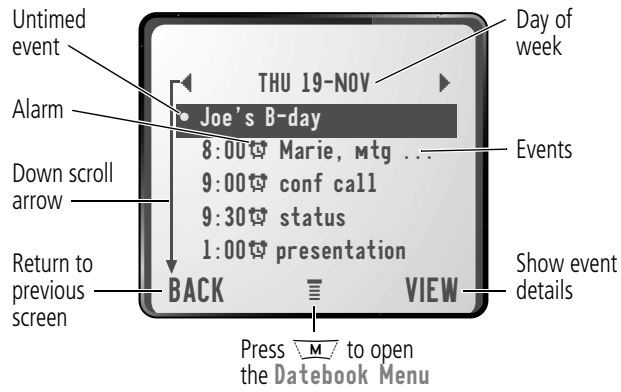 Untimed
event
Day of
week
THU 19-NOV
Joe's B-day
Alarm
8:00 Marie, Mtg ...
Events
9:00 conf call
Down scroll
arrow
9:30 status
1:00 presentation
Return to
previous
screen
BACK
VIEW
Show event
details
Press M to open
the Datebook Menu